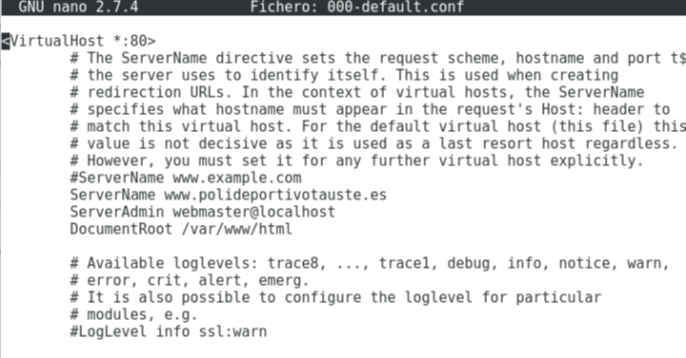 GNU nano 2.7.4 Fichero: 000-default.conf
<VirtualHost *:80>
# The ServerName directive sets the request scheme, hostname and port t$
# the server uses to identify itself. This is used when creating
# redirection URLs. In the context of virtual hosts, the ServerName
# specifies what hostname must appear in the request's Host: header to
# match this virtual host. For the default virtual host (this file) this
# value is not decisive as it is used as a last resort host regardless.
# However, you must set it for any further virtual host explicitly.
#ServerName www.example.com
ServerName www.polideportivotauste.es
ServerAdmin webmaster@localhost
DocumentRoot /var/www/html
# Available loglevels: trace8, ..., trace1, debug, info, notice, warn,
# error, crit, alert, emerg.
# It is also possible to configure the loglevel for particular
# modules, e.g.
#LogLevel info ssl:warn